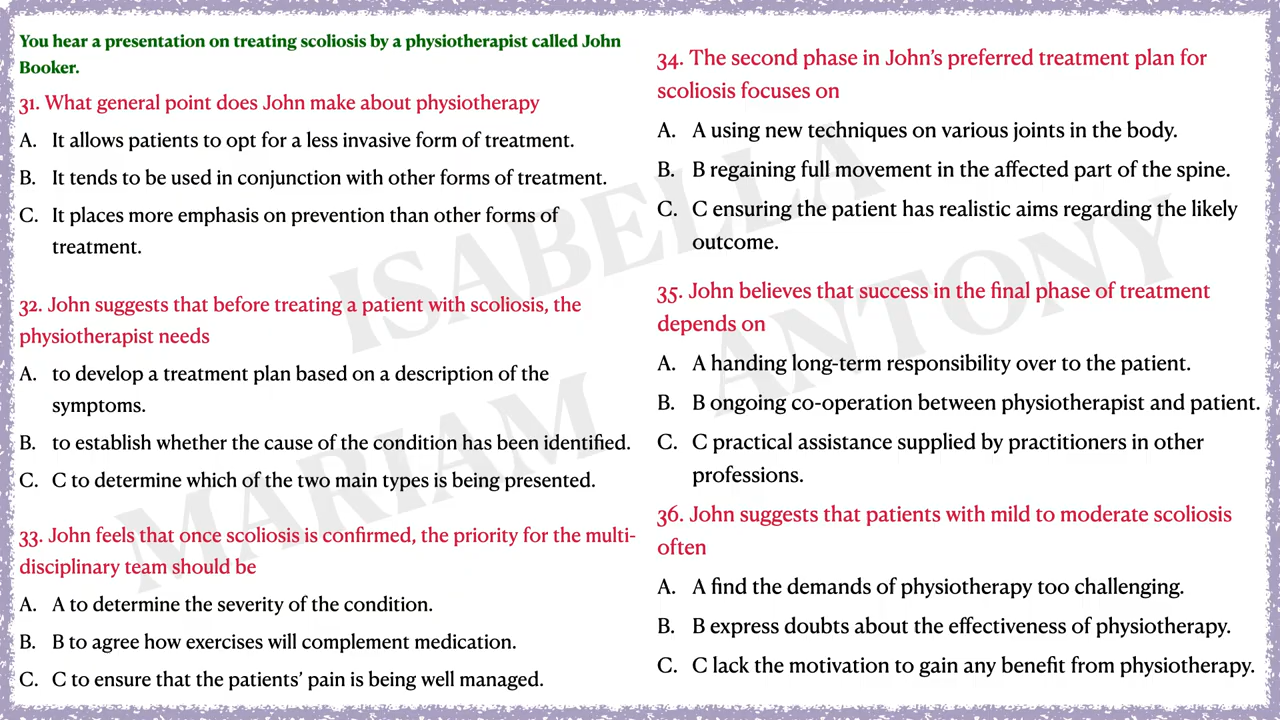 You hear a presentation on treating scoliosis by a physiotherapist called John
Booker.
31. What general point does John make about physiotherapy
A. It allows patients to opt for a less invasive form of treatment.
B. It tends to be used in conjunction with other forms of treatment.
C. It places more emphasis on prevention than other forms of
treatment.
32. John suggests that before treating a patient with scoliosis, the
physiotherapist needs
A. to develop a treatment plan based on a description of the
symptoms.
B. to establish whether the cause of the condition has been identified.
C. C to determine which of the two main types is being presented.
33. John feels that once scoliosis is confirmed, the priority for the multi-
disciplinary team should be
A. A to determine the severity of the condition.
B. B to agree how exercises will complement medication.
C. C to ensure that the patients' pain is being well managed.
34. The second phase in John's preferred treatment plan for
scoliosis focuses on
A. A using new techniques on various joints in the body.
B. B regaining full movement in the affected part of the spine.
C. C ensuring the patient has realistic aims regarding the likely
outcome.
35. John believes that success in the final phase of treatment
depends on
A. A handing long-term responsibility over to the patient.
B. B ongoing co-operation between physiotherapist and patient.
C. C practical assistance supplied by practitioners in other
professions.
36. John suggests that patients with mild to moderate scoliosis
often
A. A find the demands of physiotherapy too challenging.
B. B express doubts about the effectiveness of physiotherapy.
C. C lack the motivation to gain any benefit from physiotherapy.
ISABELLA
MARIAM ANTONY